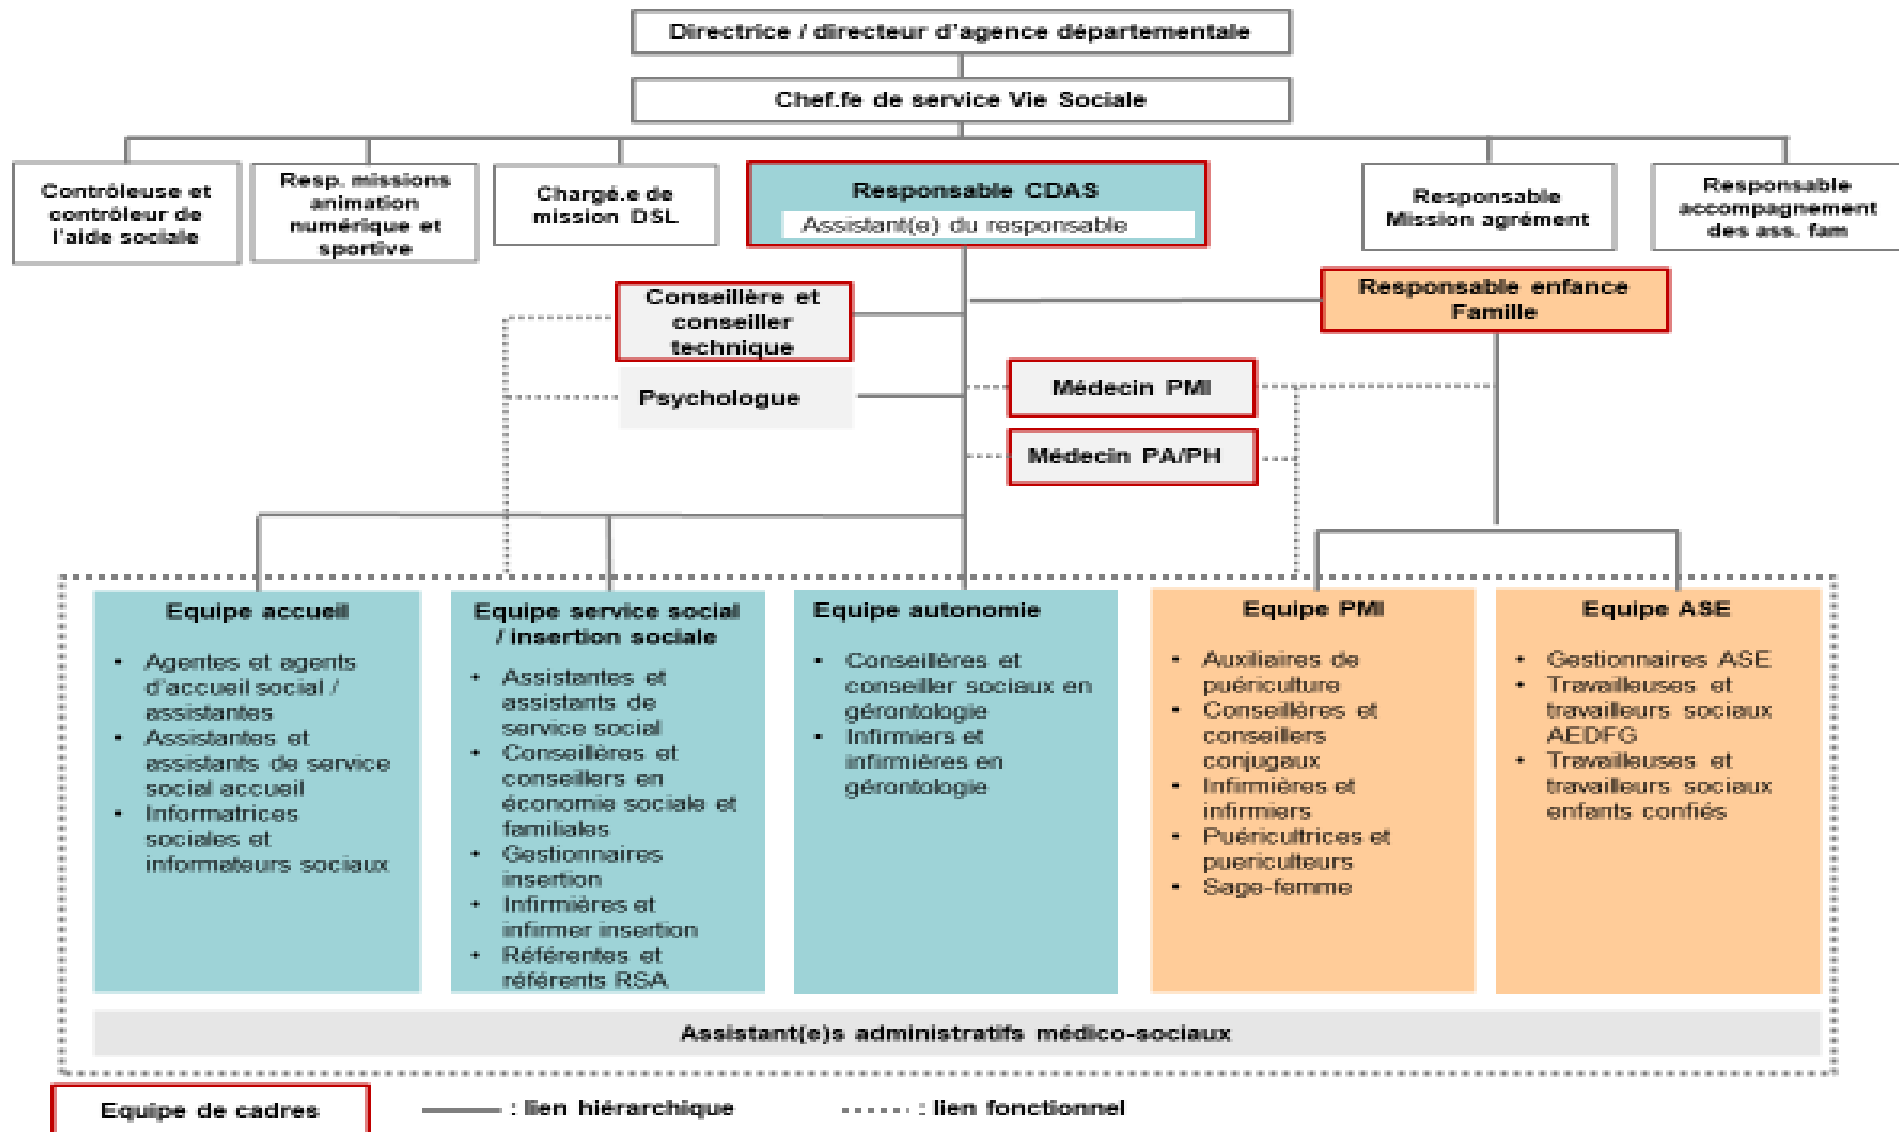 Directrice / directeur d'agence départementale
Chef.fe de service Vie Sociale
Contrôleuse et
contrôleur de
l'aide sociale
Resp. missions
animation
numérique et
sportive
Chargé.e de
mission DSL
Responsable CDAS
Assistant(e) du responsable
Responsable
Mission agrément
Responsable
accompagnement
des ass. fam
Conseillère et
conseiller
technique
Responsable enfance
Famille
Psychologue
Médecin PMI
Médecin PA/PH
Equipe accueil
• Agentes et agents
d'accueil social /
assistantes
• Assistantes et
assistants de service
social accueil
• Informatrices
sociales et
informateurs sociaux
Equipe service social
/ insertion sociale
• Assistantes et
assistants de
service social
• Conseillères et
conseillers en
économie sociale et
familiales
• Gestionnaires
insertion
• Infirmières et
infirmer insertion
• Référentes et
référents RSA
Equipe autonomie
• Conseillères et
conseiller sociaux en
gérontologie
• Infirmiers et
infirmières en
gérontologie
Equipe PMI
• Auxiliaires de
puériculture
• Conseillères et
conseillers
conjugaux
• Infirmières et
infirmiers
• Puéricultrices et
puericulteurs
• Sage-femme
Equipe ASE
• Gestionnaires ASE
• Travailleuses et
travailleurs sociaux
AEDFG
• Travailleuses et
travailleurs sociaux
enfants confiés
Assistant(e)s administratifs médico-sociaux
Equipe de cadres
: lien hiérarchique
: lien fonctionnel